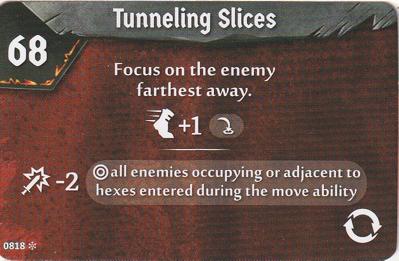 Tunneling Slices
68
Focus on the enemy
farthest away.
+1
-2 all enemies occupying or adjacent to
hexes entered during the move ability
0818